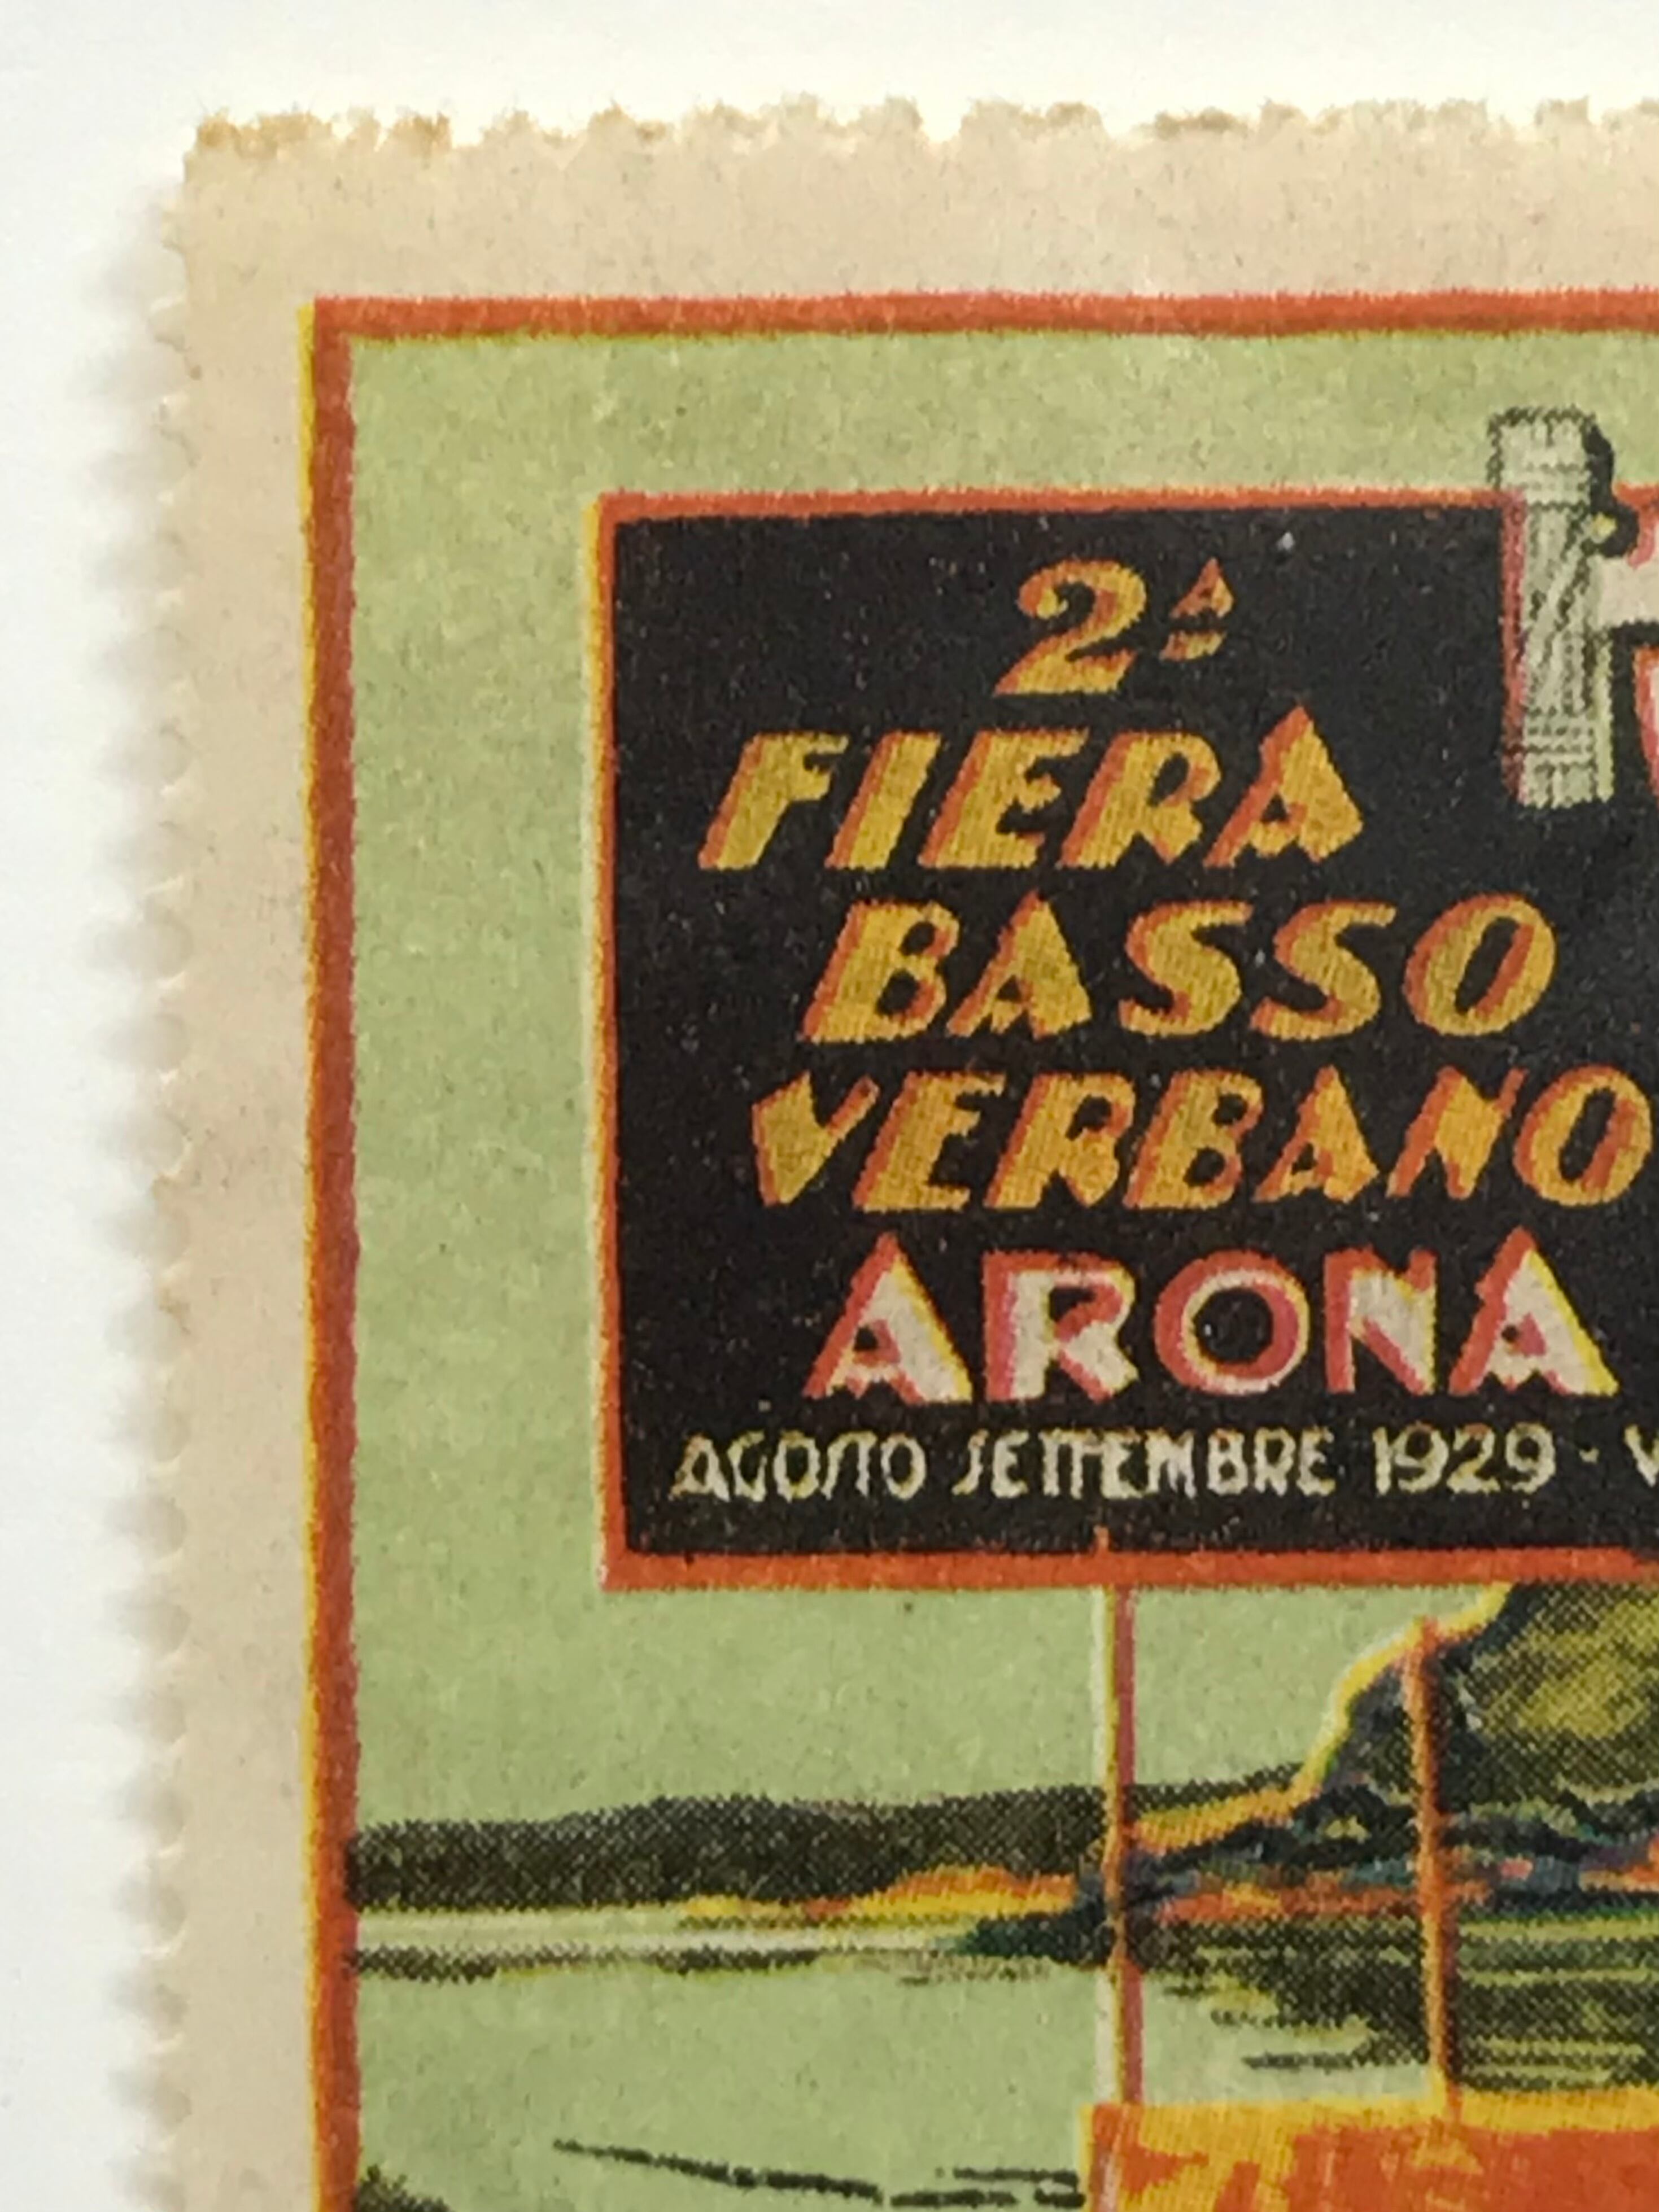 2ª
FIERA
BASSO
VERBANO
ARONA
AGOSTO SETTEMBRE 1929 - V